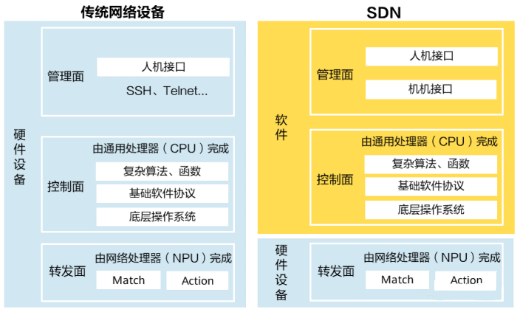 传统网络设备
硬件设备
管理面
人机接口
SSH、Telnet...
控制面
由通用处理器（CPU）完成
复杂算法、函数
基础软件协议
底层操作系统
转发面
由网络处理器（NPU）完成
Match
Action
SDN
软件
管理面
人机接口
机机接口
控制面
由通用处理器（CPU）完成
复杂算法、函数
基础软件协议
底层操作系统
硬件设备
转发面
由网络处理器（NPU）完成
Match
Action